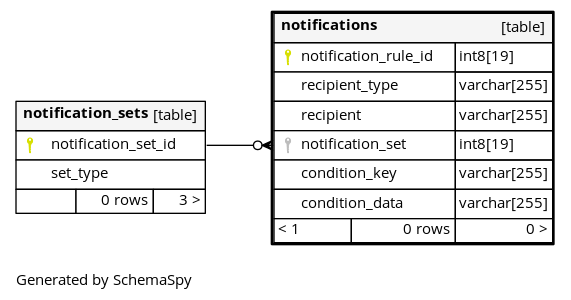 notification_sets [table]
notification_set_id
set_type
0 rows 3 >
notifications [table]
notification_rule_id int8[19]
recipient_type varchar[255]
recipient varchar[255]
notification_set int8[19]
condition_key varchar[255]
condition_data varchar[255]
< 1 0 rows 0 >
Generated by SchemaSpy